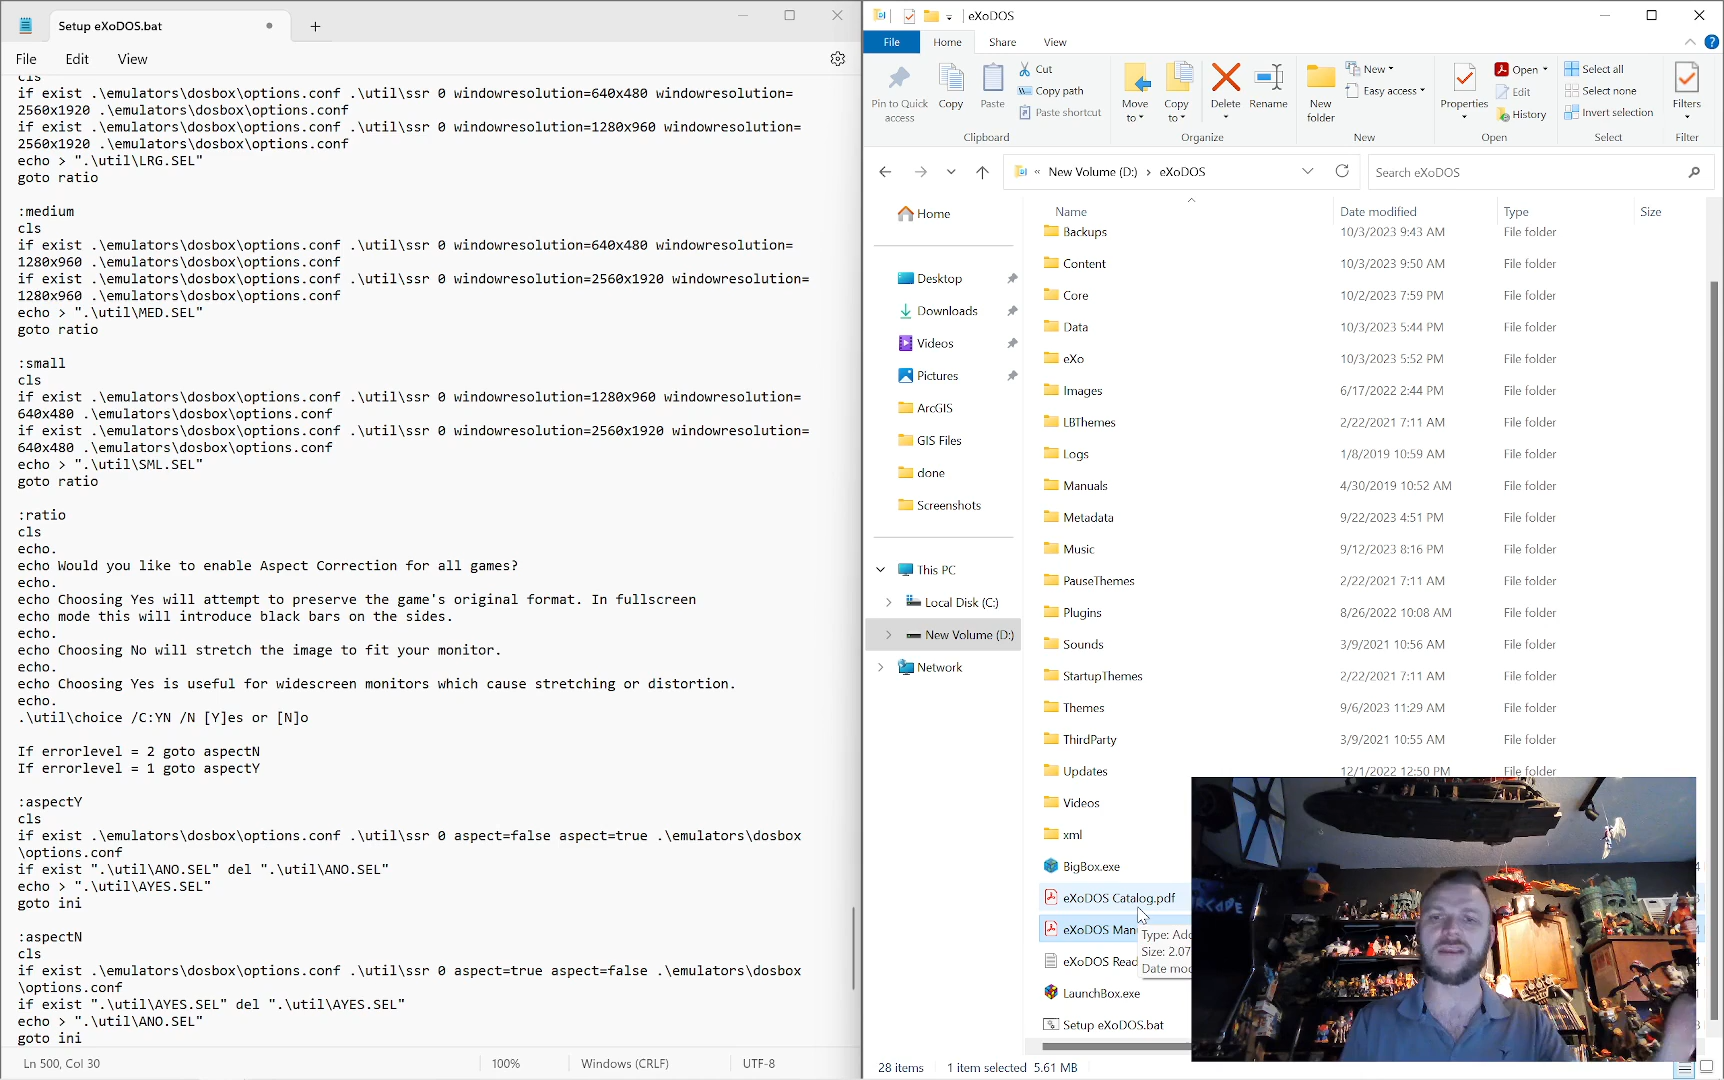 Setup eXoDOS.bat
File Edit View
cls
if exist .\emulators\dosbox\options.conf .\util\ssr 0 windowresolution=640x480 windowresolution=
2560x1920 .\emulators\dosbox\options.conf
if exist .\emulators\dosbox\options.conf .\util\ssr 0 windowresolution=1280x960 windowresolution=
2560x1920 .\emulators\dosbox\options.conf
echo > ".\util\LRG.SEL"
goto ratio
:medium
cls
if exist .\emulators\dosbox\options.conf .\util\ssr 0 windowresolution=640x480 windowresolution=
1280x960 .\emulators\dosbox\options.conf
if exist .\emulators\dosbox\options.conf .\util\ssr 0 windowresolution=2560x1920 windowresolution=
1280x960 .\emulators\dosbox\options.conf
echo > ".\util\MED.SEL"
goto ratio
:small
cls
if exist .\emulators\dosbox\options.conf .\util\ssr 0 windowresolution=1280x960 windowresolution=
640x480 .\emulators\dosbox\options.conf
if exist .\emulators\dosbox\options.conf .\util\ssr 0 windowresolution=2560x1920 windowresolution=
640x480 .\emulators\dosbox\options.conf
echo > ".\util\SML.SEL"
goto ratio
:ratio
cls
echo.
echo Would you like to enable Aspect Correction for all games?
echo.
echo Choosing Yes will attempt to preserve the game's original format. In fullscreen
echo mode this will introduce black bars on the sides.
echo.
echo Choosing No will stretch the image to fit your monitor.
echo.
echo Choosing Yes is useful for widescreen monitors which cause stretching or distortion.
echo.
.\util\choice /C:YN /N [Y]es or [N]o
If errorlevel = 2 goto aspectN
If errorlevel = 1 goto aspectY
:aspectY
cls
if exist .\emulators\dosbox\options.conf .\util\ssr 0 aspect=false aspect=true .\emulators\dosbox
\options.conf
if exist ".\util\ANO.SEL" del ".\util\ANO.SEL"
echo > ".\util\AYES.SEL"
goto ini
:aspectN
cls
if exist .\emulators\dosbox\options.conf .\util\ssr 0 aspect=true aspect=false .\emulators\dosbox
\options.conf
if exist ".\util\AYES.SEL" del ".\util\AYES.SEL"
echo > ".\util\ANO.SEL"
goto ini
Ln 500, Col 30 100% Windows (CRLF) UTF-8
eXoDOS
File Home Share View
Pin to Quick access
Copy
Paste
Cut
Copy path
Paste shortcut
Clipboard
Move to
Copy to
Delete
Rename
Organize
New folder
New
Easy access
New
Properties
Open
Edit
History
Open
Select all
Select none
Invert selection
Select
Filters
Filter
« New Volume (D:) › eXoDOS
Search eXoDOS
Home
Desktop
Downloads
Videos
Pictures
ArcGIS
GIS Files
done
Screenshots
This PC
Local Disk (C:)
New Volume (D:)
Network
Name Date modified Type Size
Backups 10/3/2023 9:43 AM File folder
Content 10/3/2023 9:50 AM File folder
Core 10/2/2023 7:59 PM File folder
Data 10/3/2023 5:44 PM File folder
eXo 10/3/2023 5:52 PM File folder
Images 6/17/2022 2:44 PM File folder
LBThemes 2/22/2021 7:11 AM File folder
Logs 1/8/2019 10:59 AM File folder
Manuals 4/30/2019 10:52 AM File folder
Metadata 9/22/2023 4:51 PM File folder
Music 9/12/2023 8:16 PM File folder
PauseThemes 2/22/2021 7:11 AM File folder
Plugins 8/26/2022 10:08 AM File folder
Sounds 3/9/2021 10:56 AM File folder
StartupThemes 2/22/2021 7:11 AM File folder
Themes 9/6/2023 11:29 AM File folder
ThirdParty 3/9/2021 10:55 AM File folder
Updates 12/1/2022 12:50 PM File folder
Videos
xml
BigBox.exe
eXoDOS Catalog.pdf
eXoDOS Man
Type: Ado
eXoDOS Read
Size: 2.07
Date mod
LaunchBox.exe
Setup eXoDOS.bat
28 items 1 item selected 5.61 MB